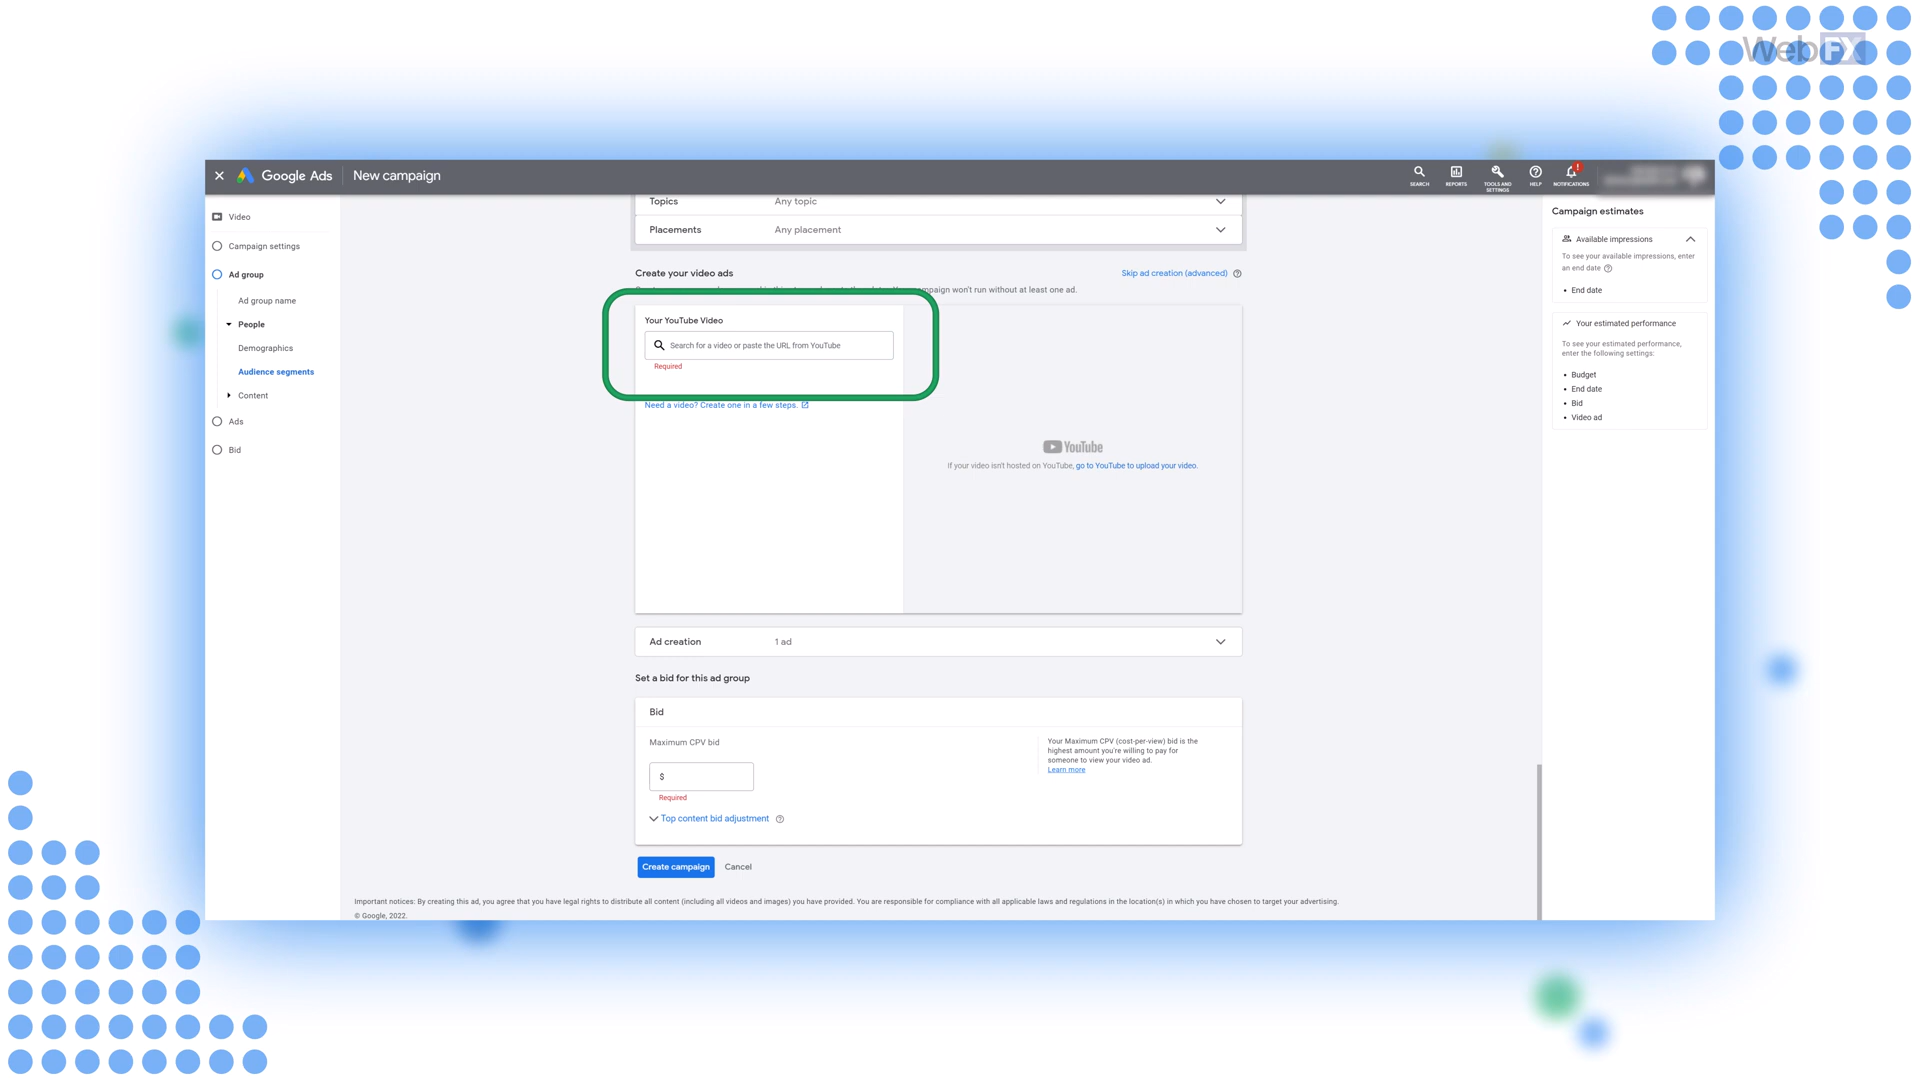 WebFX
Google Ads
New campaign
SEARCH
REPORTS
TOOLS AND
SETTINGS
HELP
!
NOTIFICATIONS
Video
Campaign settings
Ad group
Ad group name
People
Demographics
Audience segments
Content
Ads
Bid
Topics
Any topic
Placements
Any placement
Create your video ads
Skip ad creation (advanced)
campaign won't run without at least one ad.
Your YouTube Video
Search for a video or paste the URL from YouTube
Required
Need a video? Create one in a few steps.
YouTube
If your video isn't hosted on YouTube, go to YouTube to upload your video.
Ad creation
1 ad
Set a bid for this ad group
Bid
Maximum CPV bid
$
Required
Your Maximum CPV (cost-per-view) bid is the
highest amount you're willing to pay for
someone to view your video ad.
Learn more
Top content bid adjustment
Create campaign
Cancel
Important notices: By creating this ad, you agree that you have legal rights to distribute all content (including all videos and images) you have provided. You are responsible for compliance with all applicable laws and regulations in the location(s) in which you have chosen to target your advertising.
© Google, 2022.
Campaign estimates
Available impressions
To see your available impressions, enter
an end date
• End date
Your estimated performance
To see your estimated performance,
enter the following settings:
• Budget
• End date
• Bid
• Video ad